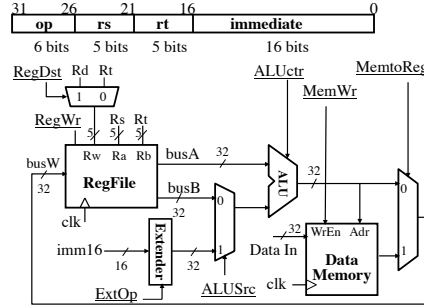 31 26 21 16 0
op rs rt immediate
6 bits 5 bits 5 bits 16 bits
RegDst Rd Rt ALUctr MemtoReg
1 0 MemWr
RegWr Rs Rt
5 5 5 busA 32
busW Rw Ra Rb ALU 32
32 RegFile busB 0 0
clk 32
imm16 Extender 1 32 WrEn Adr 1
16 32 Data In
Data
clk Memory
ExtOp ALUSrc